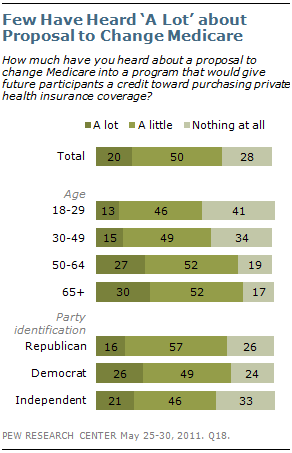 Few Have Heard ‘A Lot’ about
Proposal to Change Medicare
How much have you heard about a proposal to
change Medicare into a program that would give
future participants a credit toward purchasing private
health insurance coverage?
A lot A little Nothing at all
Total 20 50 28
Age
18-29 13 46 41
30-49 15 49 34
50-64 27 52 19
65+ 30 52 17
Party
identification
Republican 16 57 26
Democrat 26 49 24
Independent 21 46 33
PEW RESEARCH CENTER May 25-30, 2011. Q18.